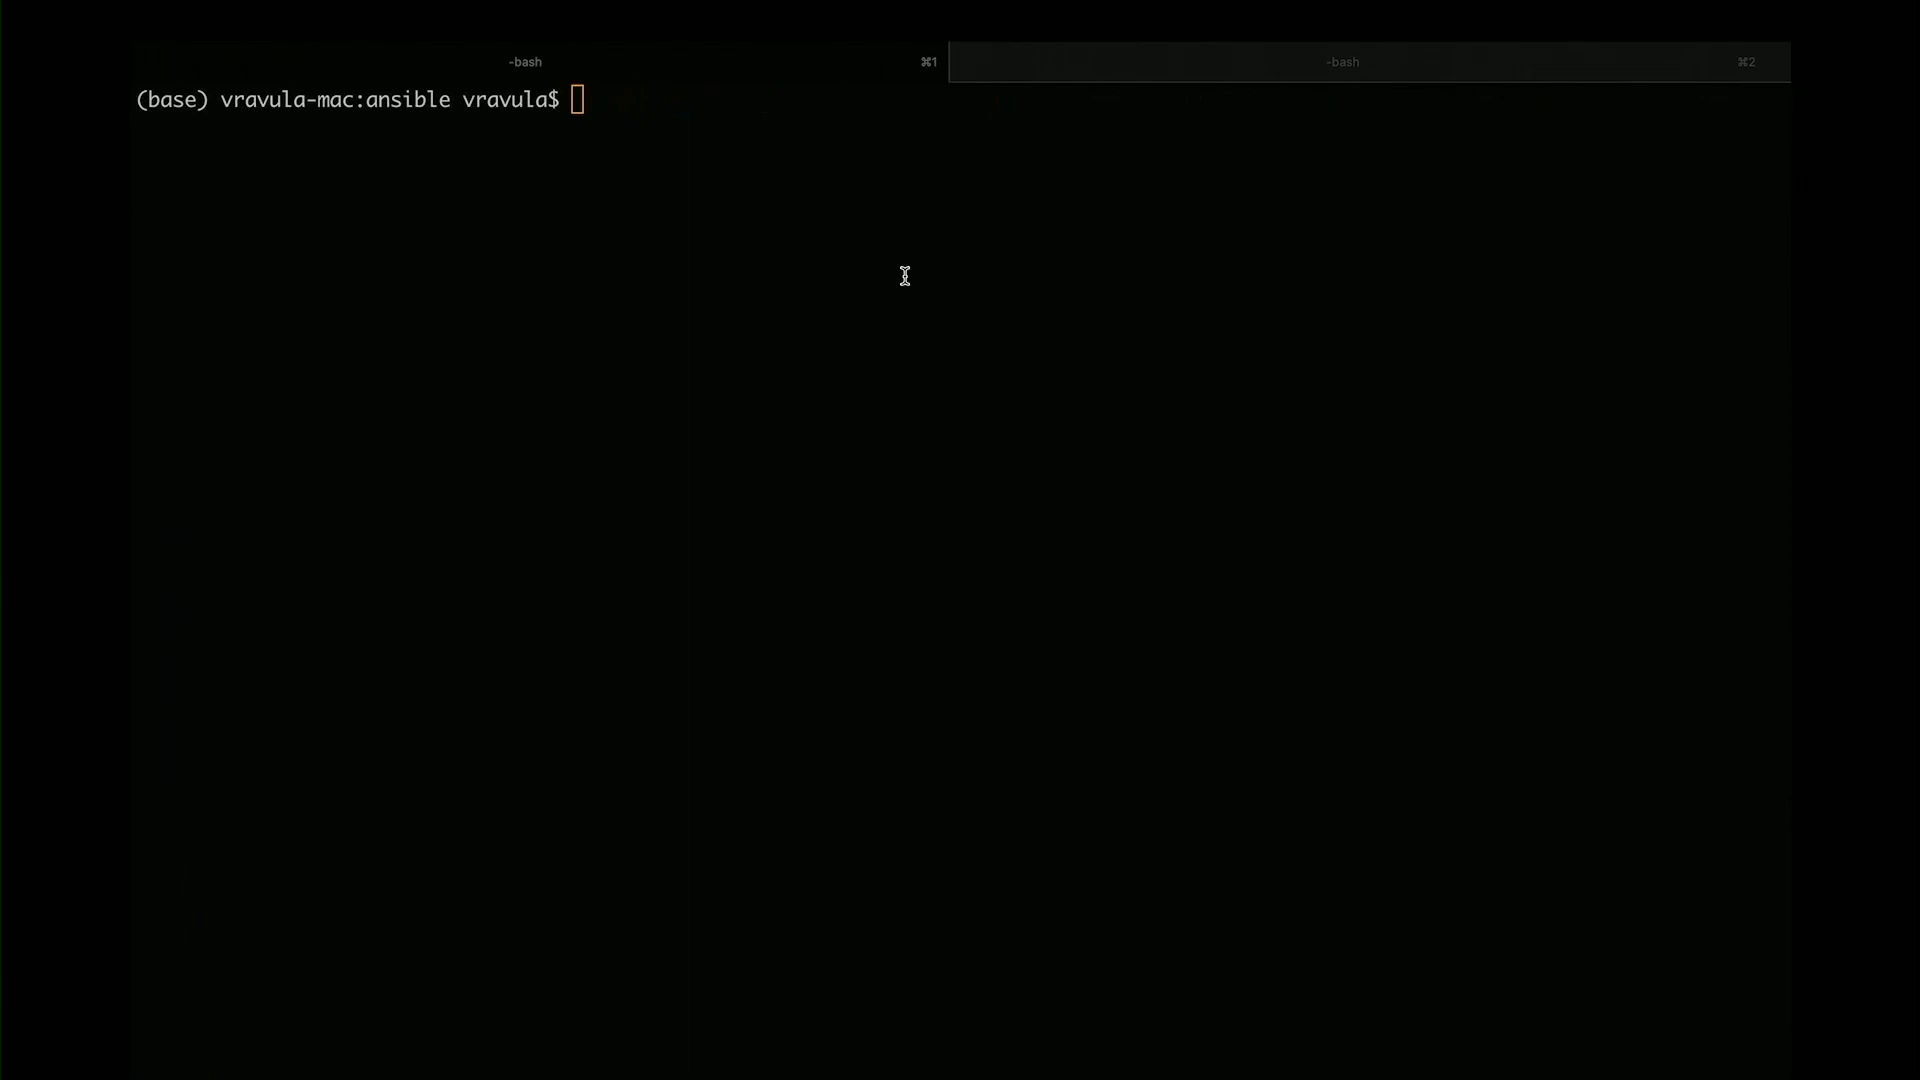 -bash ⌘1 -bash ⌘2
(base) vravula-mac:ansible vravula$